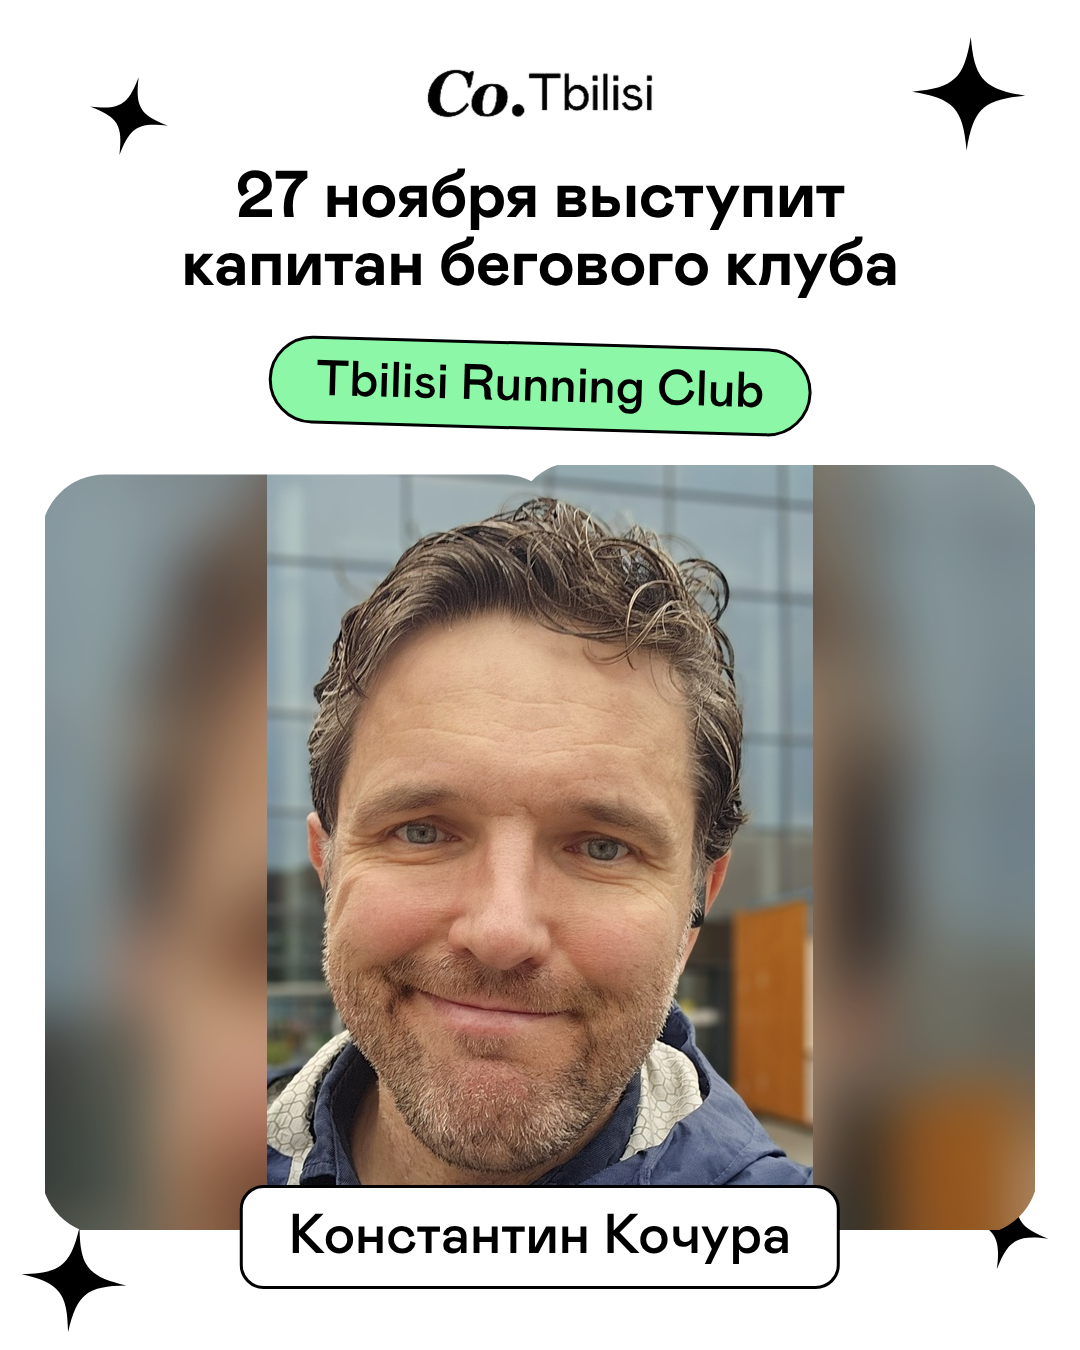 Co.Tbilisi
27 ноября выступит
капитан бегового клуба
Tbilisi Running Club
Константин Кочура